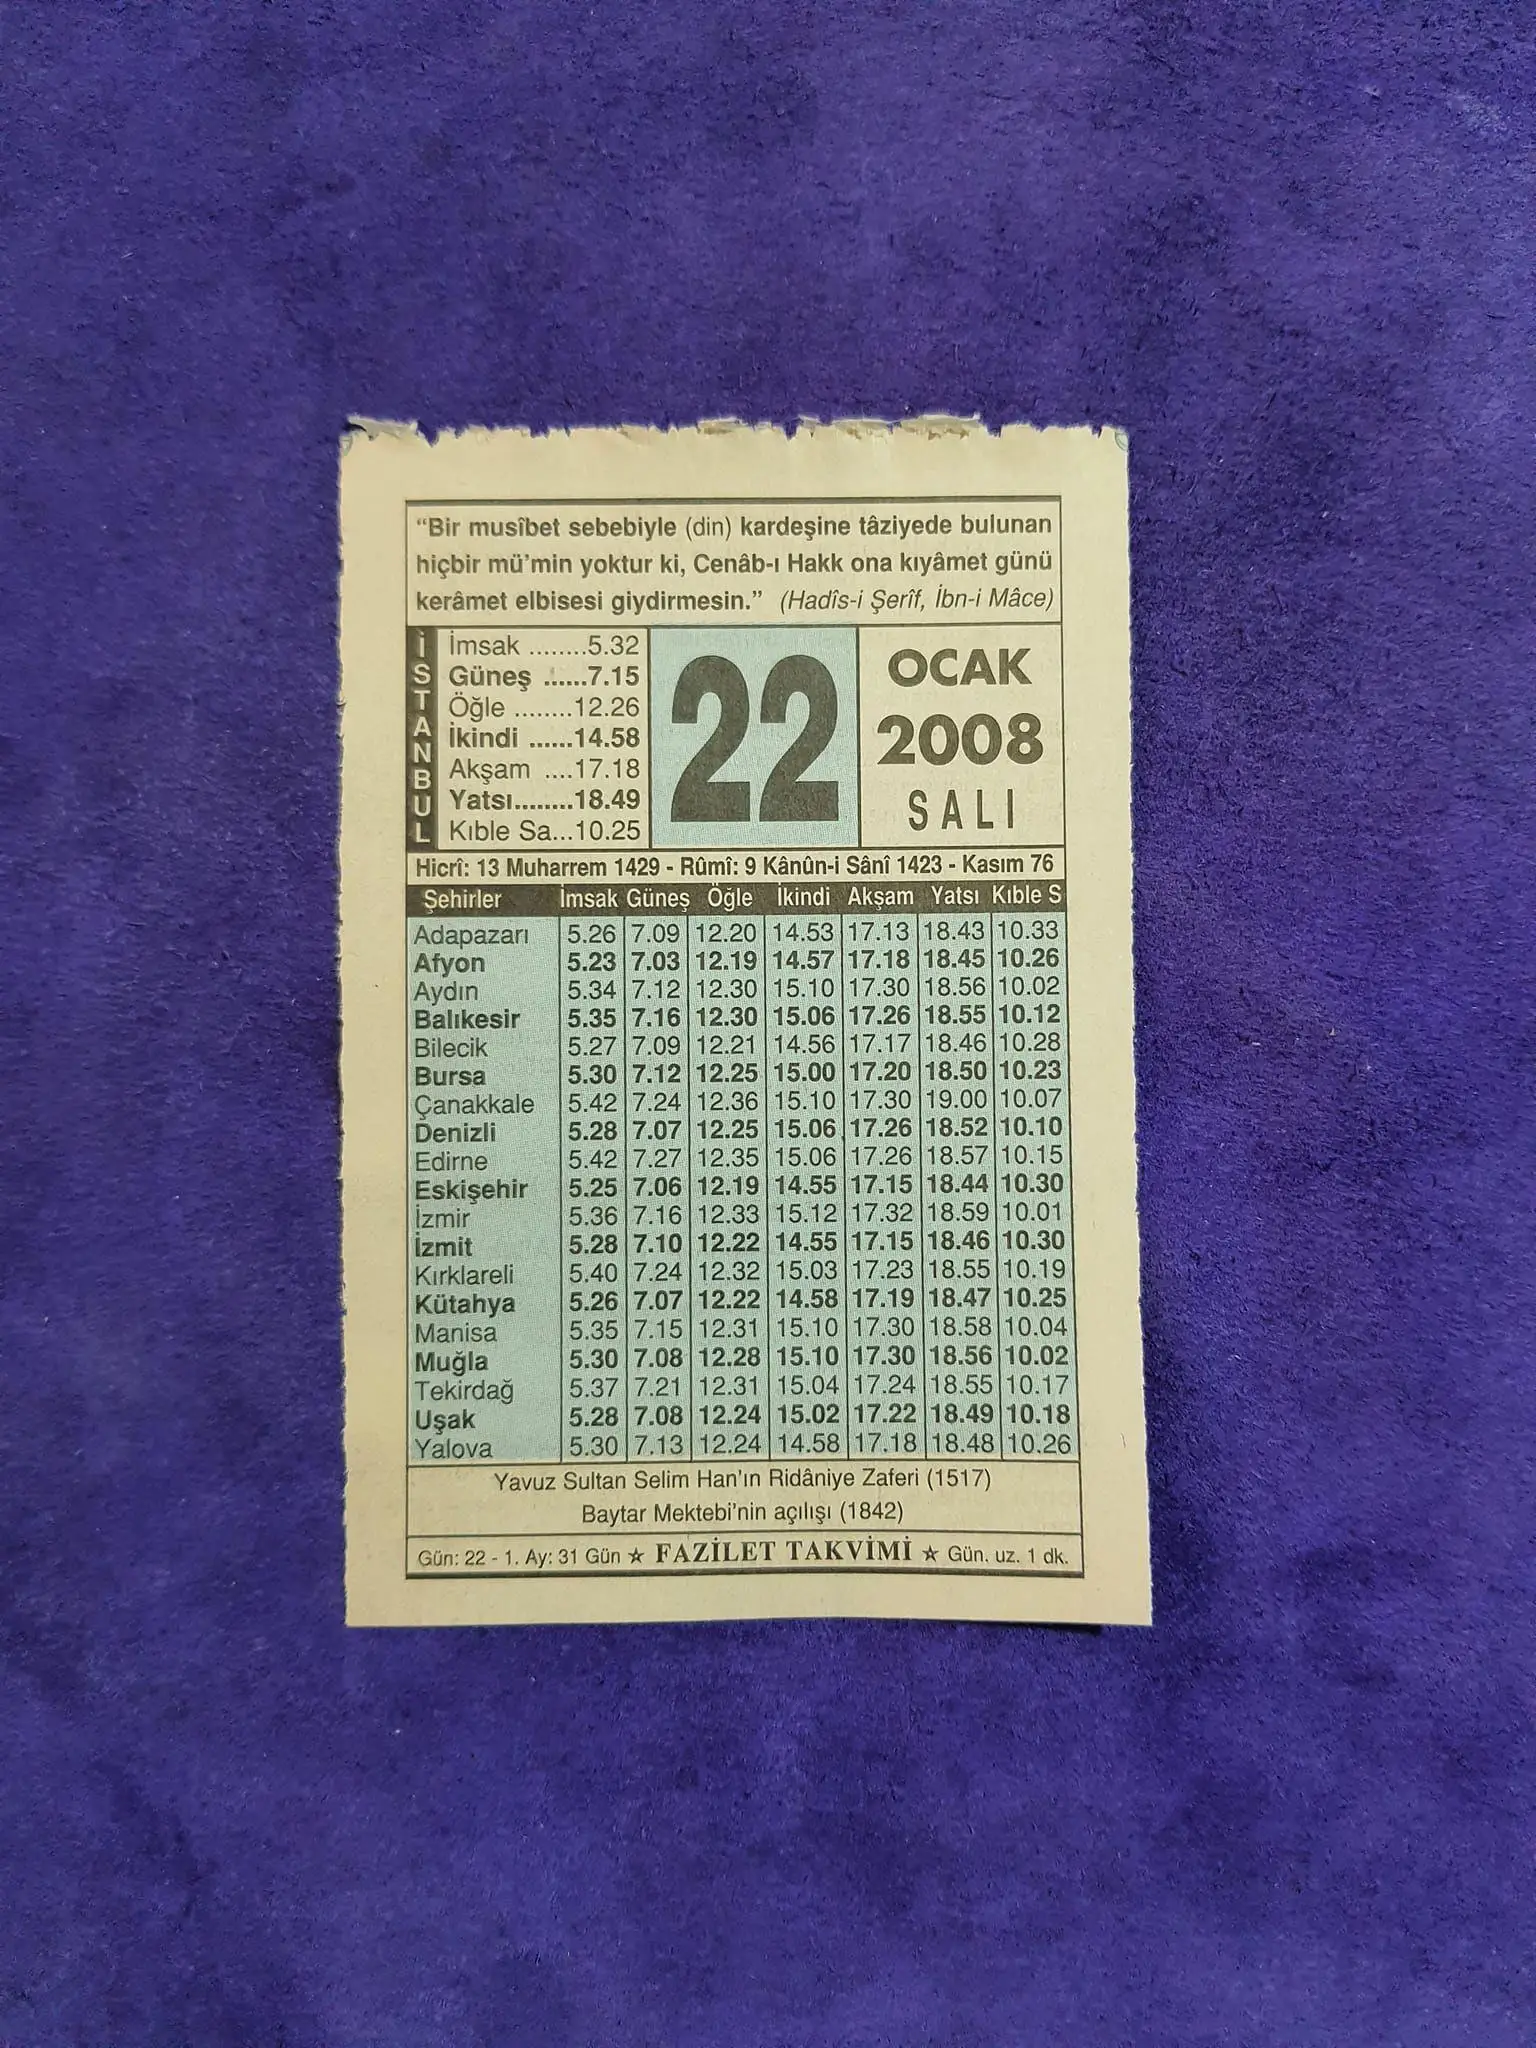 “Bir musîbet sebebiyle (din) kardeşine tâziyede bulunan
hiçbir mü’min yoktur ki, Cenâb-ı Hakk ona kıyâmet günü
kerâmet elbisesi giydirmesin.” (Hadîs-i Şerîf, İbn-i Mâce)
İSTANBUL
İmsak ........5.32
Güneş ......7.15
Öğle ........12.26
İkindi ......14.58
Akşam ....17.18
Yatsı........18.49
Kıble Sa...10.25
22
OCAK
2008
SALI
Hicrî: 13 Muharrem 1429 - Rûmî: 9 Kânûn-i Sânî 1423 - Kasım 76
Şehirler İmsak Güneş Öğle İkindi Akşam Yatsı Kıble S
Adapazarı 5.26 7.09 12.20 14.53 17.13 18.43 10.33
Afyon 5.23 7.03 12.19 14.57 17.18 18.45 10.26
Aydın 5.34 7.12 12.30 15.10 17.30 18.56 10.02
Balıkesir 5.35 7.16 12.30 15.06 17.26 18.55 10.12
Bilecik 5.27 7.09 12.21 14.56 17.17 18.46 10.28
Bursa 5.30 7.12 12.25 15.00 17.20 18.50 10.23
Çanakkale 5.42 7.24 12.36 15.10 17.30 19.00 10.07
Denizli 5.28 7.07 12.25 15.06 17.26 18.52 10.10
Edirne 5.42 7.27 12.35 15.06 17.26 18.57 10.15
Eskişehir 5.25 7.06 12.19 14.55 17.15 18.44 10.30
İzmir 5.36 7.16 12.33 15.12 17.32 18.59 10.01
İzmit 5.28 7.10 12.22 14.55 17.15 18.46 10.30
Kırklareli 5.40 7.24 12.32 15.03 17.23 18.55 10.19
Kütahya 5.26 7.07 12.22 14.58 17.19 18.47 10.25
Manisa 5.35 7.15 12.31 15.10 17.30 18.58 10.04
Muğla 5.30 7.08 12.28 15.10 17.30 18.56 10.02
Tekirdağ 5.37 7.21 12.31 15.04 17.24 18.55 10.17
Uşak 5.28 7.08 12.24 15.02 17.22 18.49 10.18
Yalova 5.30 7.13 12.24 14.58 17.18 18.48 10.26
Yavuz Sultan Selim Han’ın Ridâniye Zaferi (1517)
Baytar Mektebi’nin açılışı (1842)
Gün: 22 - 1. Ay: 31 Gün ★ FAZİLET TAKVİMİ ★ Gün. uz. 1 dk.